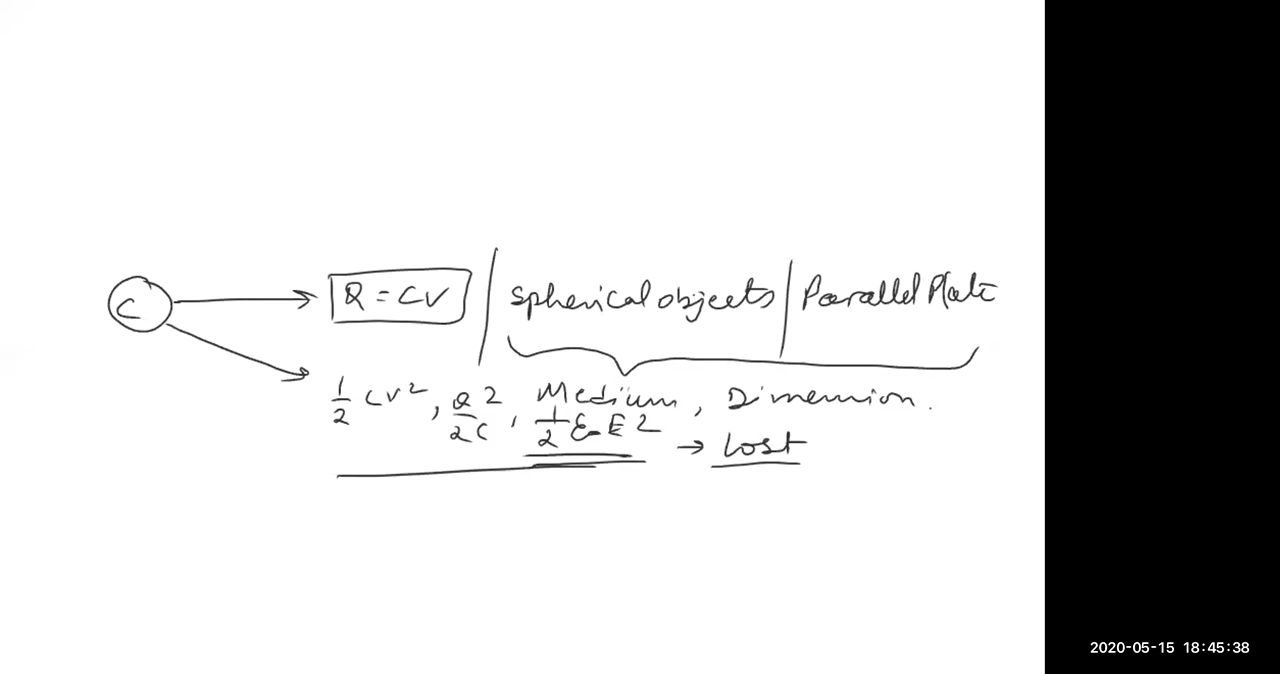 C
Q = CV | Spherical objects | Parallel Plate
1/2 CV², Q²/2C, Medium, Dimension.
1/2 ε₀E² → Lost
2020-05-15 18:45:38